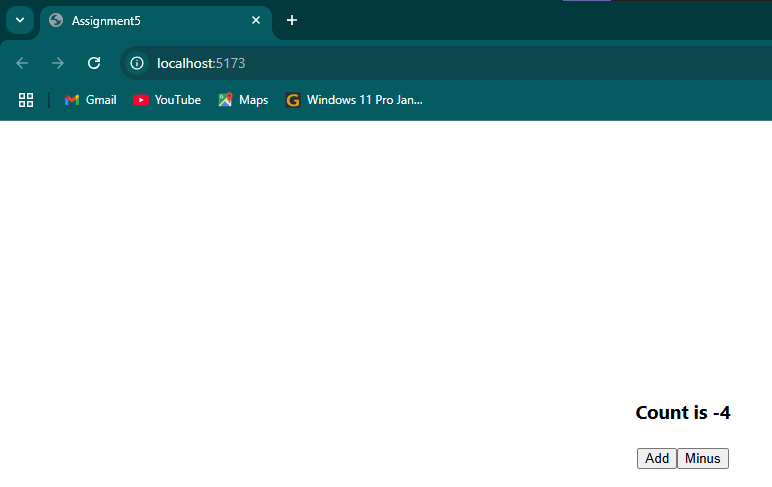 Assignment5
localhost:5173
Gmail YouTube Maps Windows 11 Pro Jan...
Count is -4
Add Minus